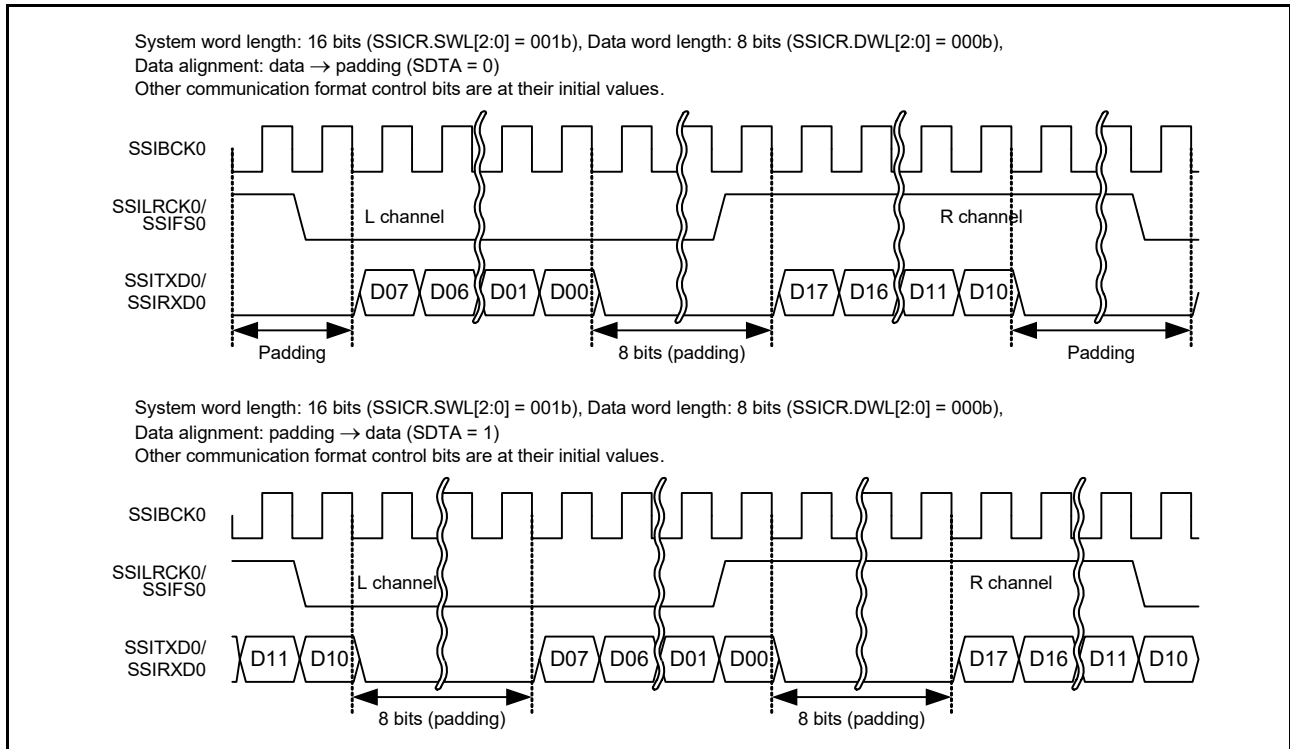 System word length: 16 bits (SSICR.SWL[2:0] = 001b), Data word length: 8 bits (SSICR.DWL[2:0] = 000b),
Data alignment: data → padding (SDTA = 0)
Other communication format control bits are at their initial values.
SSIBCK0
SSILRCK0/
SSIFS0
L channel
R channel
SSITXD0/
SSIRXD0
D07 D06 D01 D00 D17 D16 D11 D10
Padding
8 bits (padding)
Padding
System word length: 16 bits (SSICR.SWL[2:0] = 001b), Data word length: 8 bits (SSICR.DWL[2:0] = 000b),
Data alignment: padding → data (SDTA = 1)
Other communication format control bits are at their initial values.
SSIBCK0
SSILRCK0/
SSIFS0
L channel
R channel
SSITXD0/
SSIRXD0
D11 D10 D07 D06 D01 D00 D17 D16 D11 D10
8 bits (padding)
8 bits (padding)